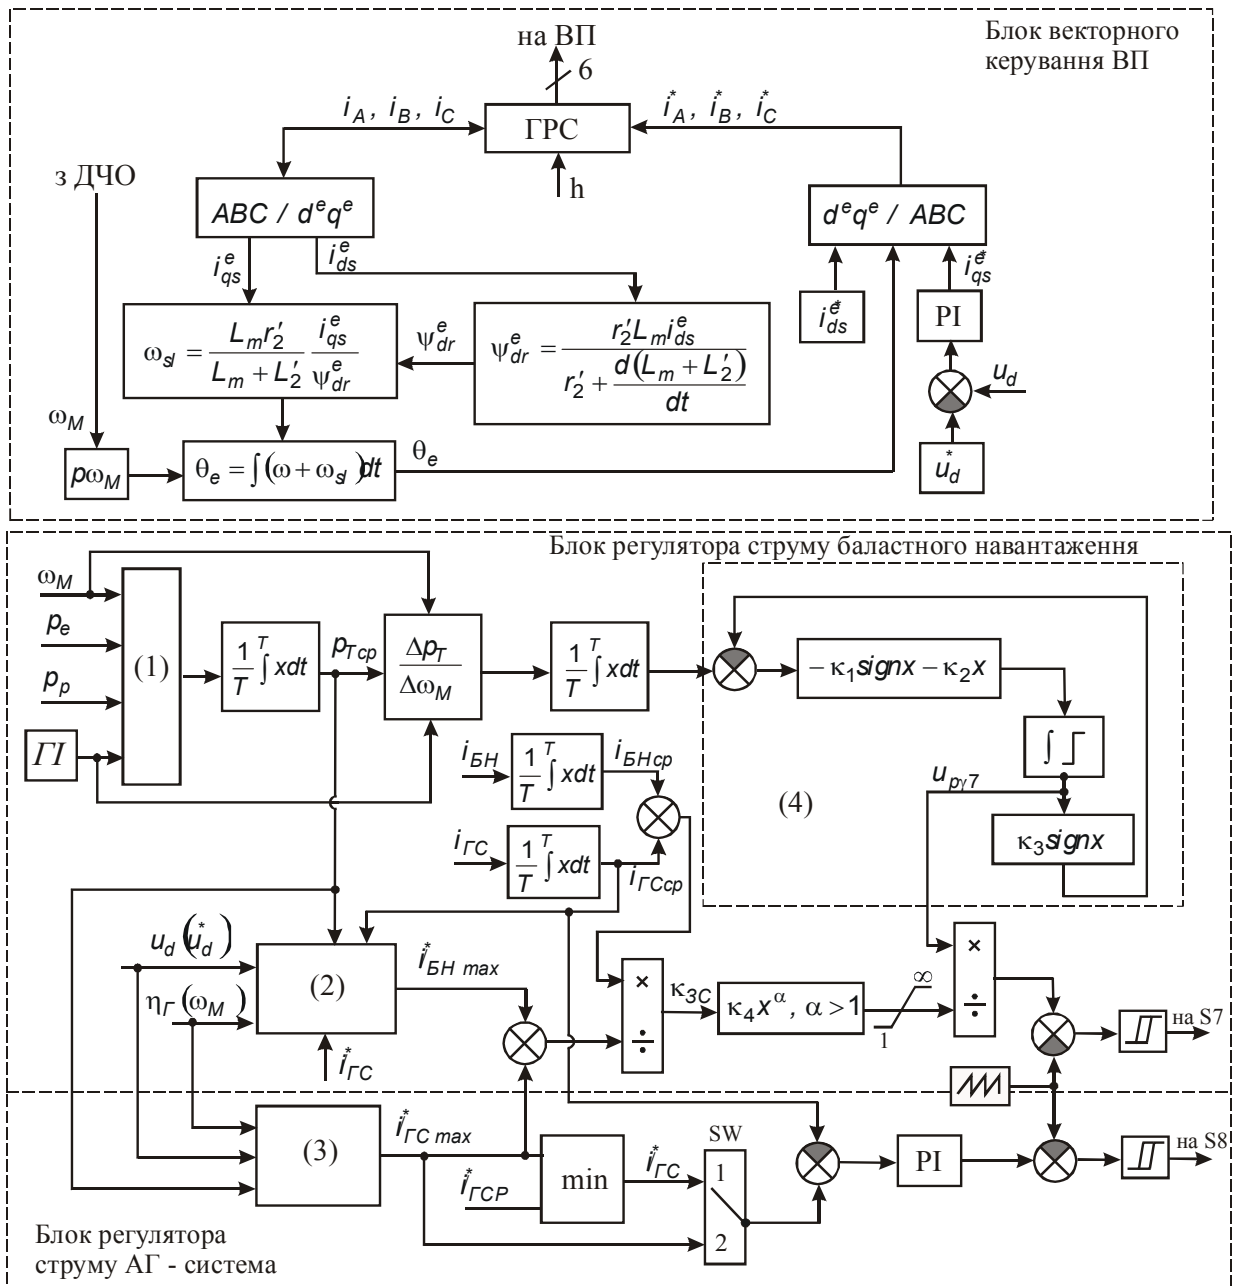 Блок векторного
керування ВП
на ВП
6
i_A, i_B, i_C
ГРС
i*_A, i*_B, i*_C
h
з ДЧО
ABC / d^e q^e
d^e q^e / ABC
i^e_qs
i^e_ds
i^e*_qs
i^e*_ds
PI
ω_sl = L_m r'_2 / (L_m + L'_2) · i^e_qs / ψ^e_dr
ψ^e_dr
ψ^e_dr = r'_2 L_m i^e_ds / (r'_2 + d(L_m + L'_2)/dt)
u_d
u*_d
ω_M
pω_M
θ_e = ∫(ω + ω_sl)dt
θ_e
Блок регулятора струму баластного навантаження
ω_M
p_e
p_p
ГІ
(1)
1/T ∫^T xdt
p_Tcp
Δp_T / Δω_M
1/T ∫^T xdt
−κ_1 signx − κ_2 x
∫
u_pγ7
κ_3 signx
(4)
i_БН
1/T ∫^T xdt
i_БНcp
i_ГС
1/T ∫^T xdt
i_ГСcp
u_d (u*_d)
η_Г (ω_M)
(2)
i*_БН max
i*_ГС
×
÷
κ_ЗС
κ_4 x^α, α > 1
∞
1
×
÷
на S7
(3)
i*_ГС max
i*_ГСР
min
i*_ГС
SW
1
2
PI
на S8
Блок регулятора
струму АГ - система